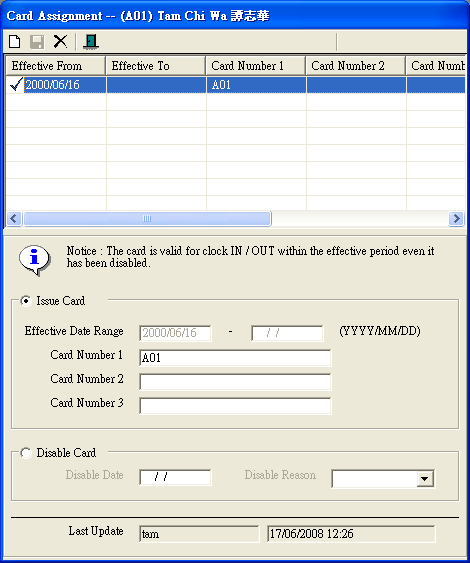 Card Assignment -- (A01) Tam Chi Wa 譚志華
Effective From Effective To Card Number 1 Card Number 2 Card Numb
2000/06/16 A01
Notice : The card is valid for clock IN / OUT within the effective period even it
has been disabled.
Issue Card
Effective Date Range 2000/06/16 - / / (YYYY/MM/DD)
Card Number 1 A01
Card Number 2
Card Number 3
Disable Card
Disable Date / / Disable Reason
Last Update tam 17/06/2008 12:26